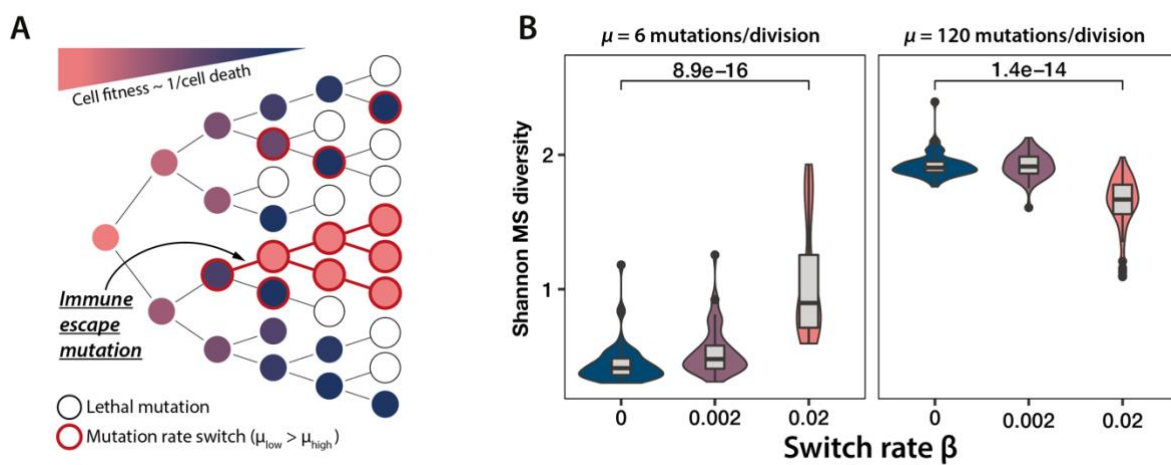 A
Cell fitness ~ 1/cell death
Immune
escape
mutation
Lethal mutation
Mutation rate switch (μlow > μhigh)
B
μ = 6 mutations/division
μ = 120 mutations/division
8.9e−16
1.4e−14
Shannon MS diversity
2
1
0
0.002
0.02
0
0.002
0.02
Switch rate β